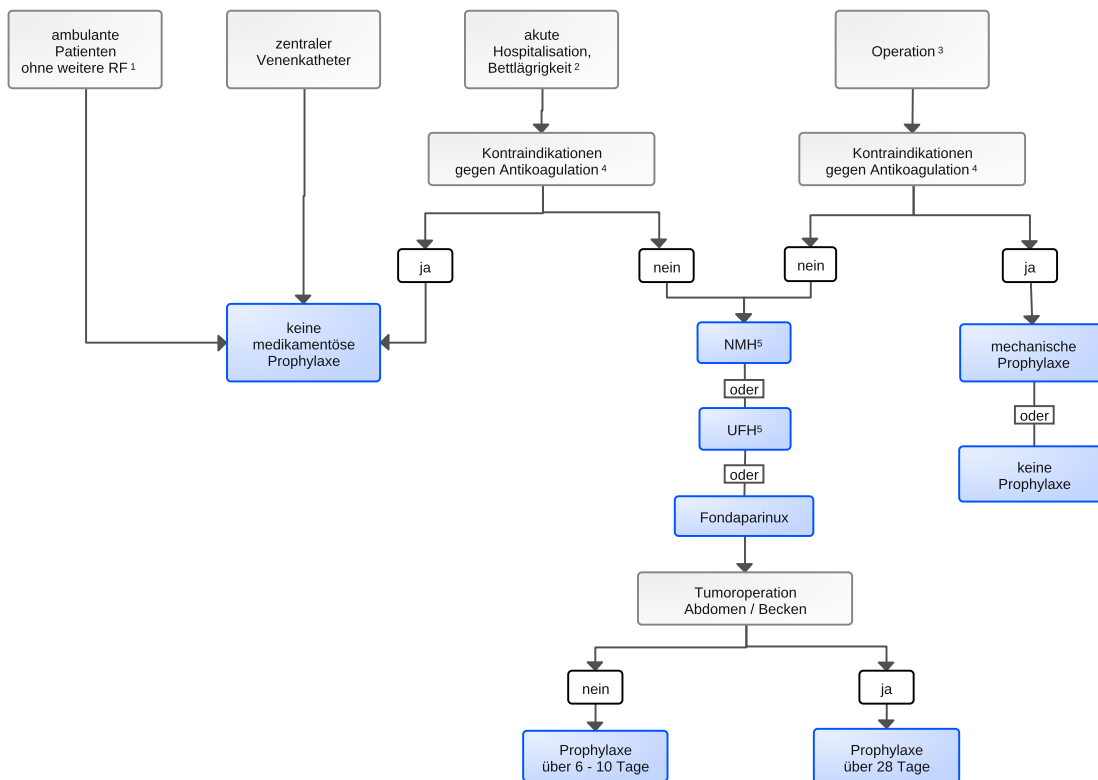 ambulante
Patienten
ohne weitere RF ¹
zentraler
Venenkatheter
akute
Hospitalisation,
Bettlägrigkeit ²
Operation ³
Kontraindikationen
gegen Antikoagulation ⁴
Kontraindikationen
gegen Antikoagulation ⁴
ja
nein
nein
ja
keine
medikamentöse
Prophylaxe
NMH⁵
mechanische
Prophylaxe
oder
oder
UFH⁵
keine
Prophylaxe
oder
Fondaparinux
Tumoroperation
Abdomen / Becken
nein
ja
Prophylaxe
über 6 - 10 Tage
Prophylaxe
über 28 Tage